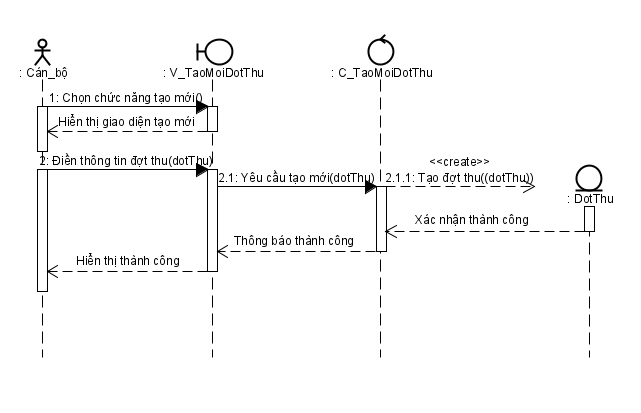 : Cán_bộ
: V_TaoMoiDotThu
: C_TaoMoiDotThu
1: Chọn chức năng tạo mới()
Hiển thị giao diện tạo mới
2: Điền thông tin đợt thu(dotThu)
<<create>>
2.1: Yêu cầu tạo mới(dotThu)
2.1.1: Tạo đợt thu((dotThu))
: DotThu
Xác nhận thành công
Thông báo thành công
Hiển thị thành công